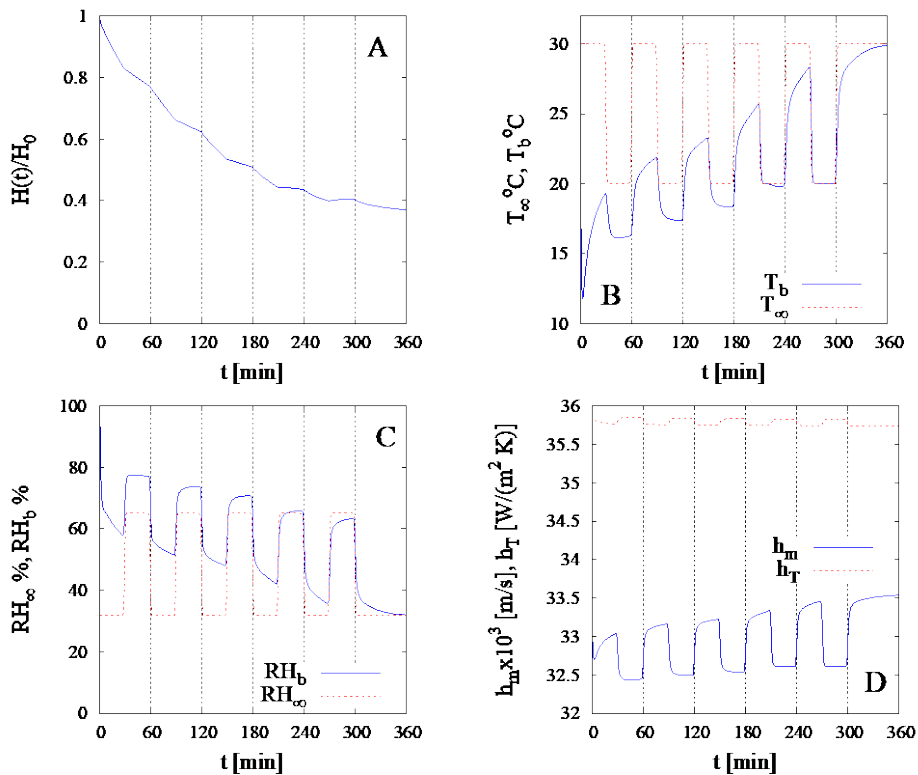 H(t)/H0
1
0.8
0.6
0.4
0.2
0
A
0 60 120 180 240 300 360
t [min]
T∞ °C, Tb °C
30
25
20
15
10
B
Tb
T∞
0 60 120 180 240 300 360
t [min]
RH∞ %, RHb %
100
80
60
40
20
0
C
RHb
RH∞
0 60 120 180 240 300 360
t [min]
hmx10³ [m/s], hT [W/(m² K)]
36
35.5
35
34.5
34
33.5
33
32.5
32
hm
hT
D
0 60 120 180 240 300 360
t [min]